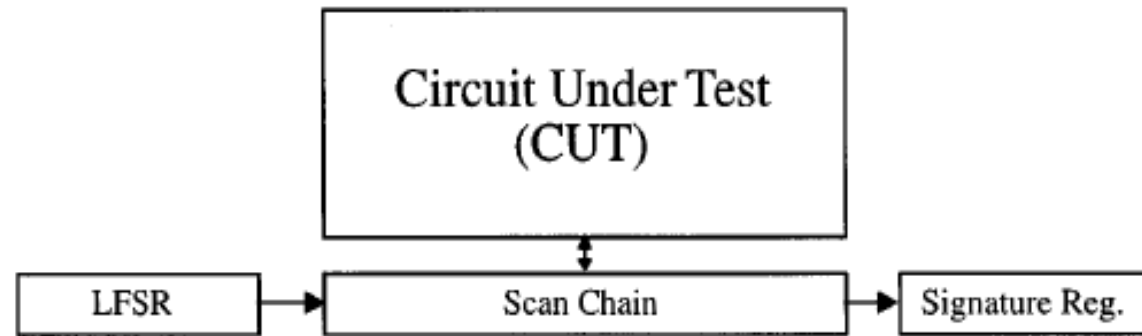 Circuit Under Test
(CUT)
LFSR
Scan Chain
Signature Reg.